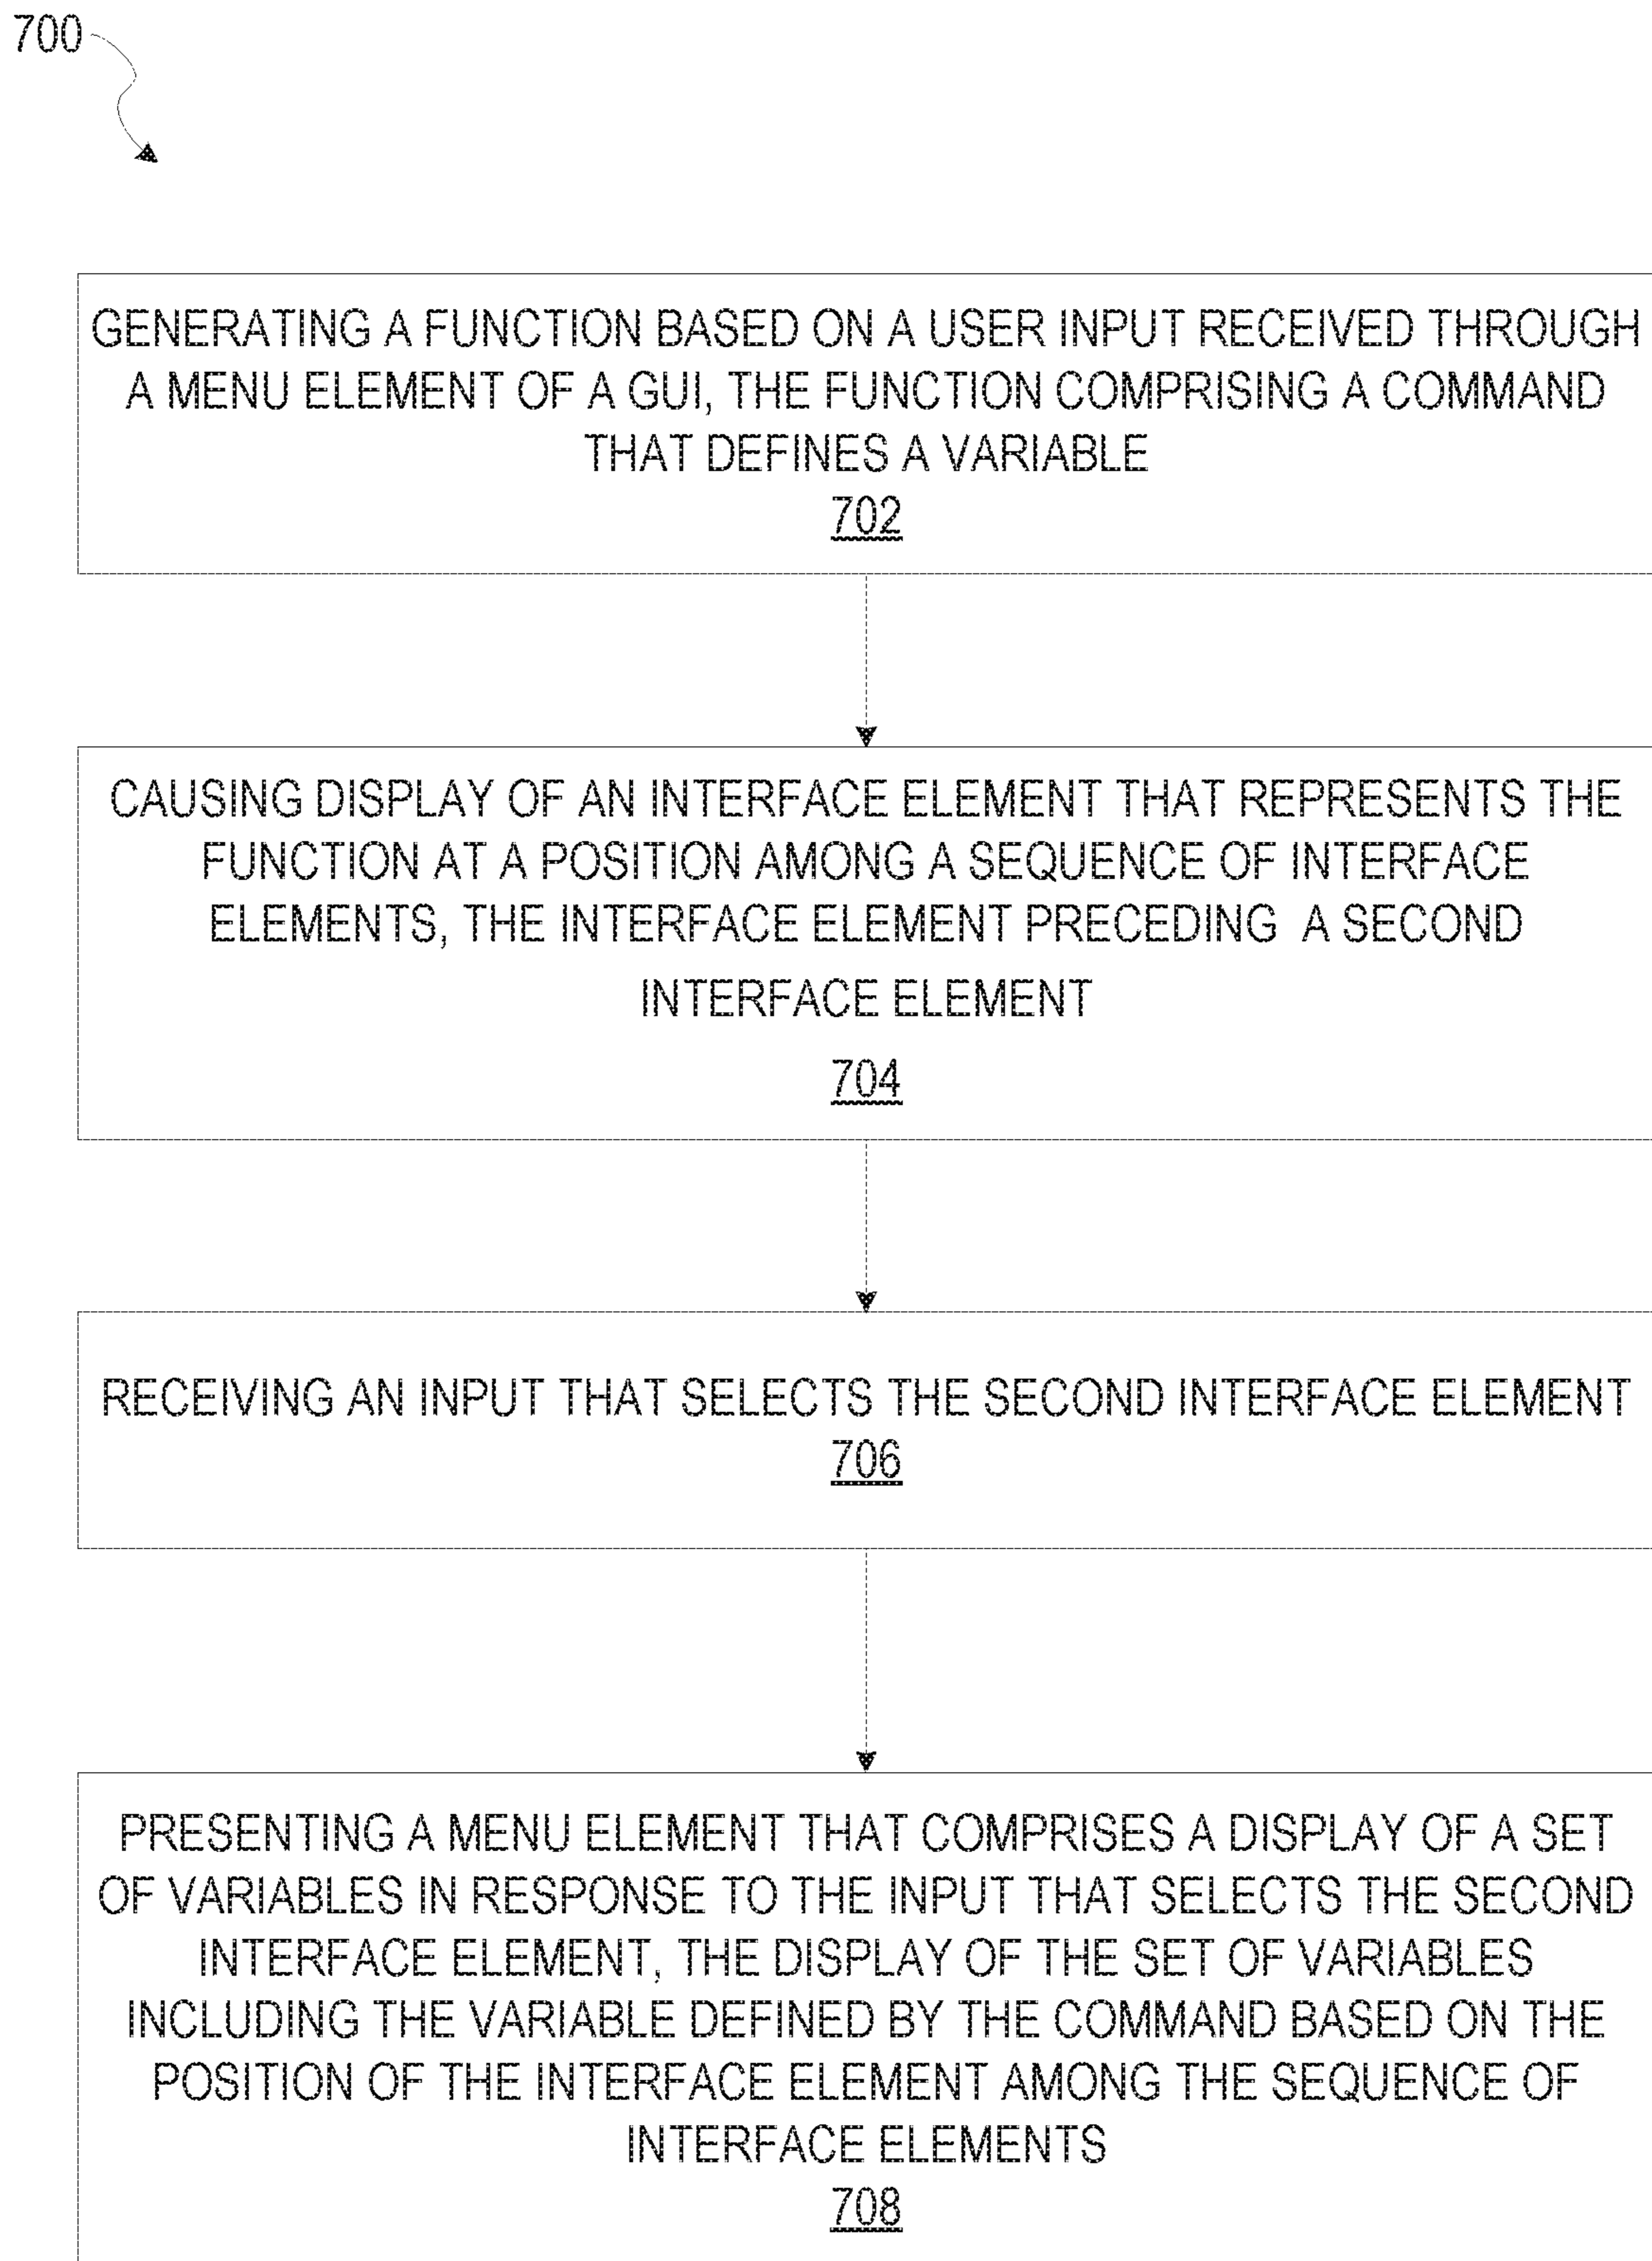 700
GENERATING A FUNCTION BASED ON A USER INPUT RECEIVED THROUGH
A MENU ELEMENT OF A GUI, THE FUNCTION COMPRISING A COMMAND
THAT DEFINES A VARIABLE
702
CAUSING DISPLAY OF AN INTERFACE ELEMENT THAT REPRESENTS THE
FUNCTION AT A POSITION AMONG A SEQUENCE OF INTERFACE
ELEMENTS, THE INTERFACE ELEMENT PRECEDING A SECOND
INTERFACE ELEMENT
704
RECEIVING AN INPUT THAT SELECTS THE SECOND INTERFACE ELEMENT
706
PRESENTING A MENU ELEMENT THAT COMPRISES A DISPLAY OF A SET
OF VARIABLES IN RESPONSE TO THE INPUT THAT SELECTS THE SECOND
INTERFACE ELEMENT, THE DISPLAY OF THE SET OF VARIABLES
INCLUDING THE VARIABLE DEFINED BY THE COMMAND BASED ON THE
POSITION OF THE INTERFACE ELEMENT AMONG THE SEQUENCE OF
INTERFACE ELEMENTS
708